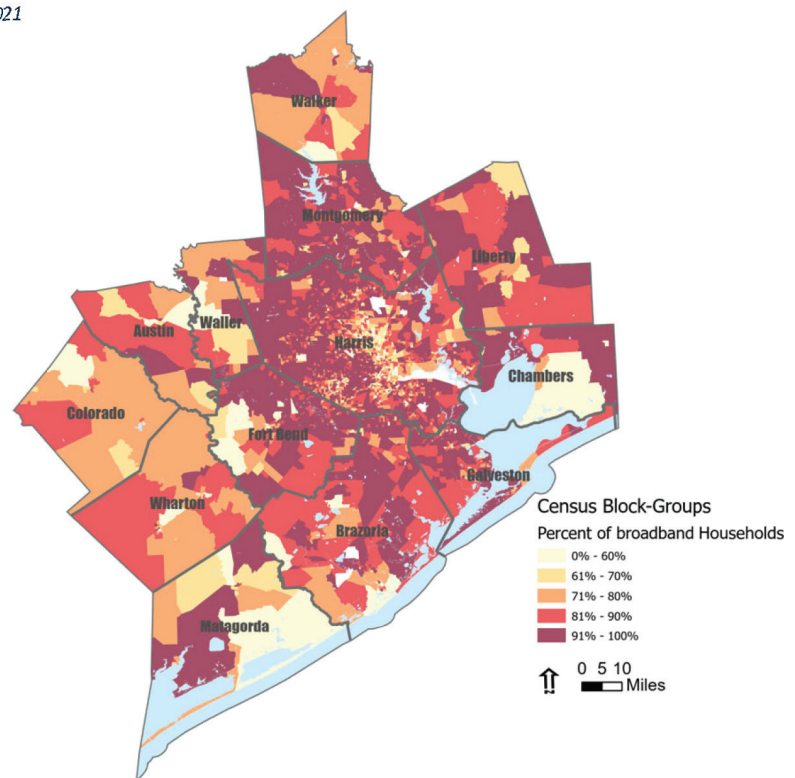 021
Walker
Montgomery
Liberty
Austin
Waller
Harris
Chambers
Colorado
Fort Bend
Galveston
Wharton
Brazoria
Matagorda
Census Block-Groups
Percent of broadband Households
0% - 60%
61% - 70%
71% - 80%
81% - 90%
91% - 100%
0 5 10
Miles